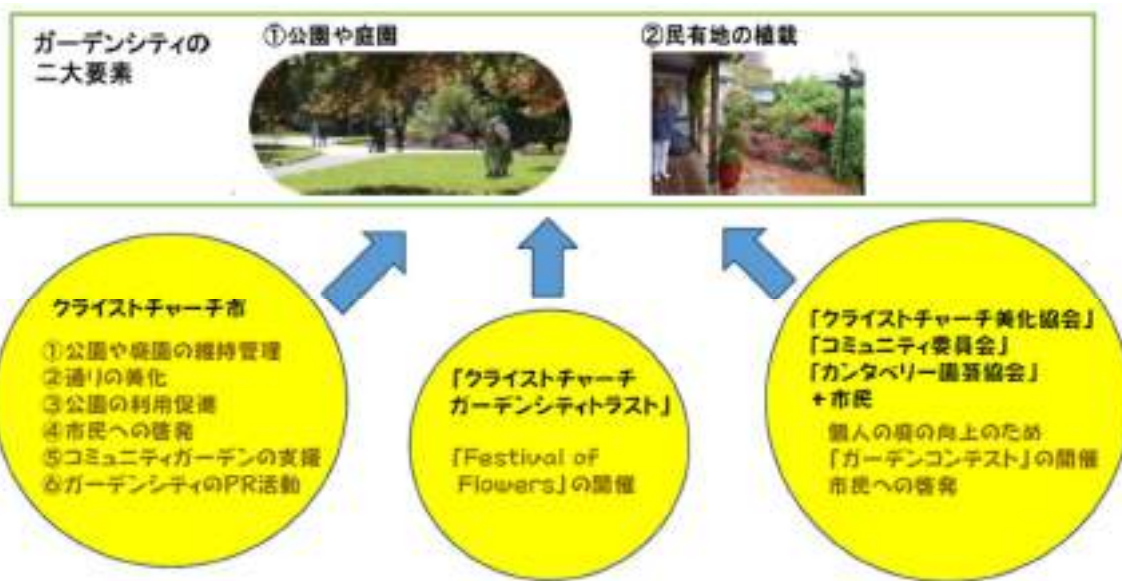 ガーデンシティの
二大要素
①公園や庭園
②民有地の植栽
クライストチャーチ市
①公園や庭園の維持管理
②通りの美化
③公園の利用促進
④市民への啓発
⑤コミュニティガーデンの支援
⑥ガーデンシティのPR活動
「クライストチャーチ
ガーデンシティトラスト」
「Festival of
Flowers」の開催
「クライストチャーチ美化協会」
「コミュニティ委員会」
「カンタベリー園芸協会」
+市民
個人の庭の向上のため
「ガーデンコンテスト」の開催
市民への啓発